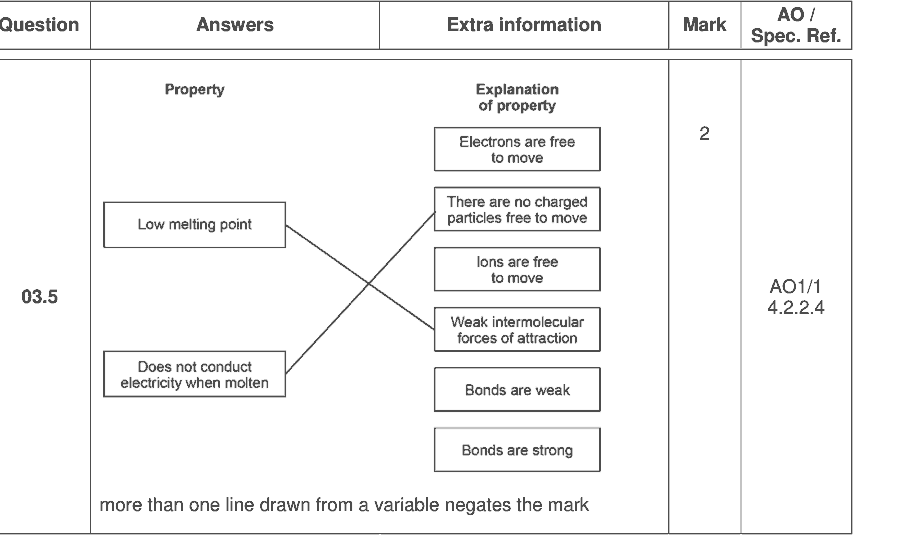 Question
Answers
Extra information
Mark
AO /
Spec. Ref.
03.5
Property
Explanation
of property
Electrons are free
to move
There are no charged
particles free to move
Low melting point
Ions are free
to move
Weak intermolecular
forces of attraction
Does not conduct
electricity when molten
Bonds are weak
Bonds are strong
more than one line drawn from a variable negates the mark
2
AO1/1
4.2.2.4